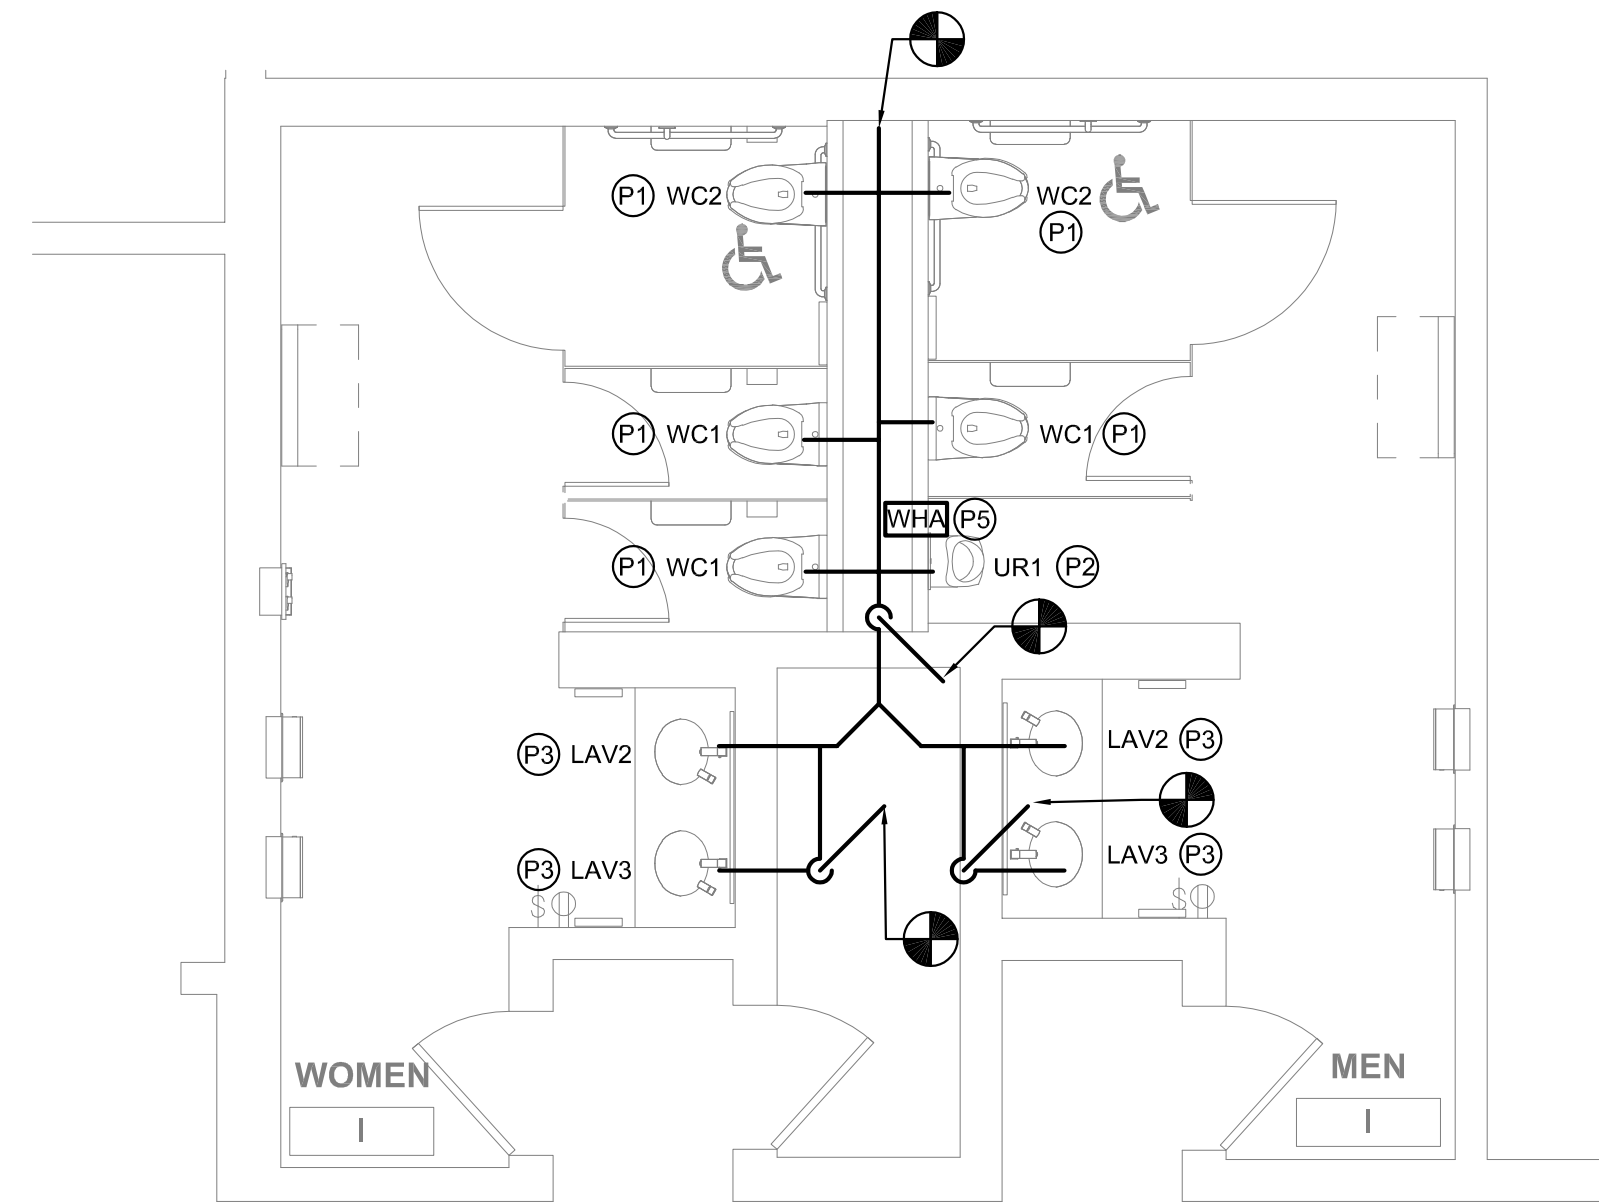 P1 WC2
WC2
P1
P1 WC1
WC1 P1
WHA P5
P1 WC1
UR1 P2
P3 LAV2
LAV2 P3
P3 LAV3
LAV3 P3
S
S
WOMEN
MEN
I
I